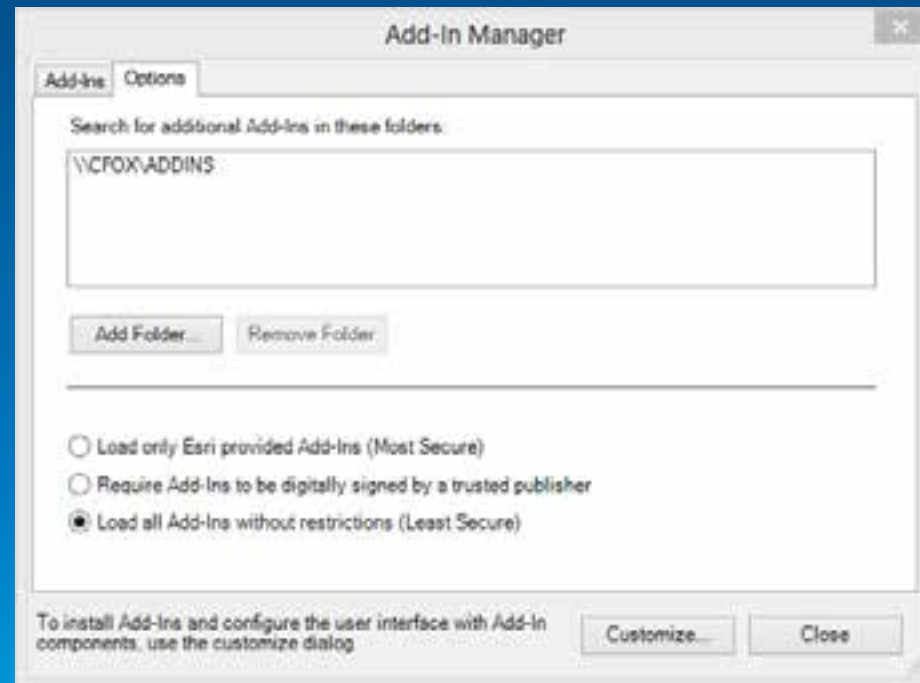 Add-In Manager
Add-Ins Options
Search for additional Add-Ins in these folders:
\\CFOX\ADDINS
Add Folder... Remove Folder
Load only Esri provided Add-Ins (Most Secure)
Require Add-Ins to be digitally signed by a trusted publisher
Load all Add-Ins without restrictions (Least Secure)
To install Add-Ins and configure the user interface with Add-In
components, use the customize dialog
Customize... Close